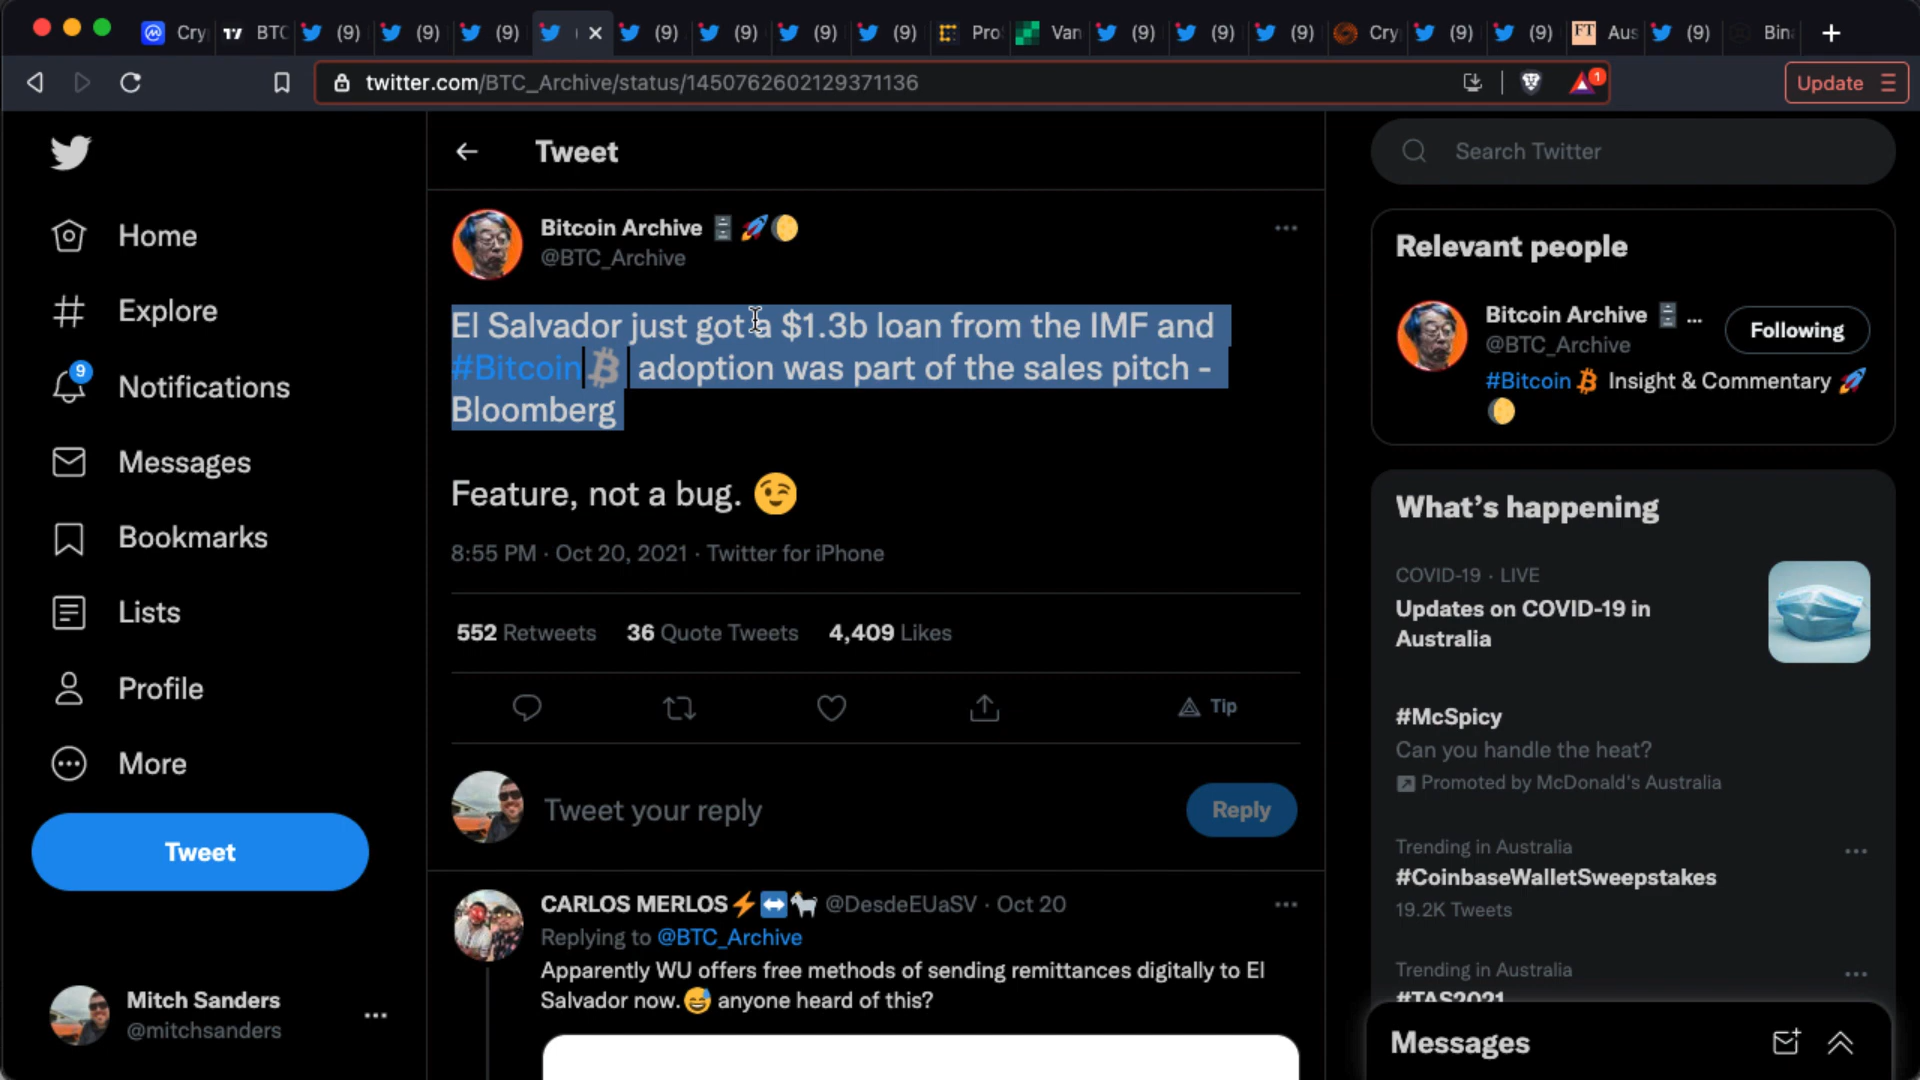 Cry
BTC
(9)
(9)
(9)
(9)
(9)
(9)
(9)
Pro
Van
(9)
(9)
(9)
Cry
(9)
(9)
FT
Aus
(9)
Bin
twitter.com/BTC_Archive/status/1450762602129371136
1
Update
Home
Explore
9
Notifications
Messages
Bookmarks
Lists
Profile
More
Tweet
Mitch Sanders
@mitchsanders
Tweet
Bitcoin Archive 🗄️🚀🌔
@BTC_Archive
El Salvador just got a $1.3b loan from the IMF and
#Bitcoin adoption was part of the sales pitch -
Bloomberg
Feature, not a bug. 😉
8:55 PM · Oct 20, 2021 · Twitter for iPhone
552 Retweets 36 Quote Tweets 4,409 Likes
Tip
Tweet your reply
Reply
CARLOS MERLOS⚡↔️🐐 @DesdeEUaSV · Oct 20
Replying to @BTC_Archive
Apparently WU offers free methods of sending remittances digitally to El
Salvador now.😅 anyone heard of this?
Search Twitter
Relevant people
Bitcoin Archive 🗄️ ...
@BTC_Archive
Following
#Bitcoin Insight & Commentary 🚀
🌔
What's happening
COVID-19 · LIVE
Updates on COVID-19 in
Australia
#McSpicy
Can you handle the heat?
Promoted by McDonald's Australia
Trending in Australia
#CoinbaseWalletSweepstakes
19.2K Tweets
Trending in Australia
#TAS2021
Messages